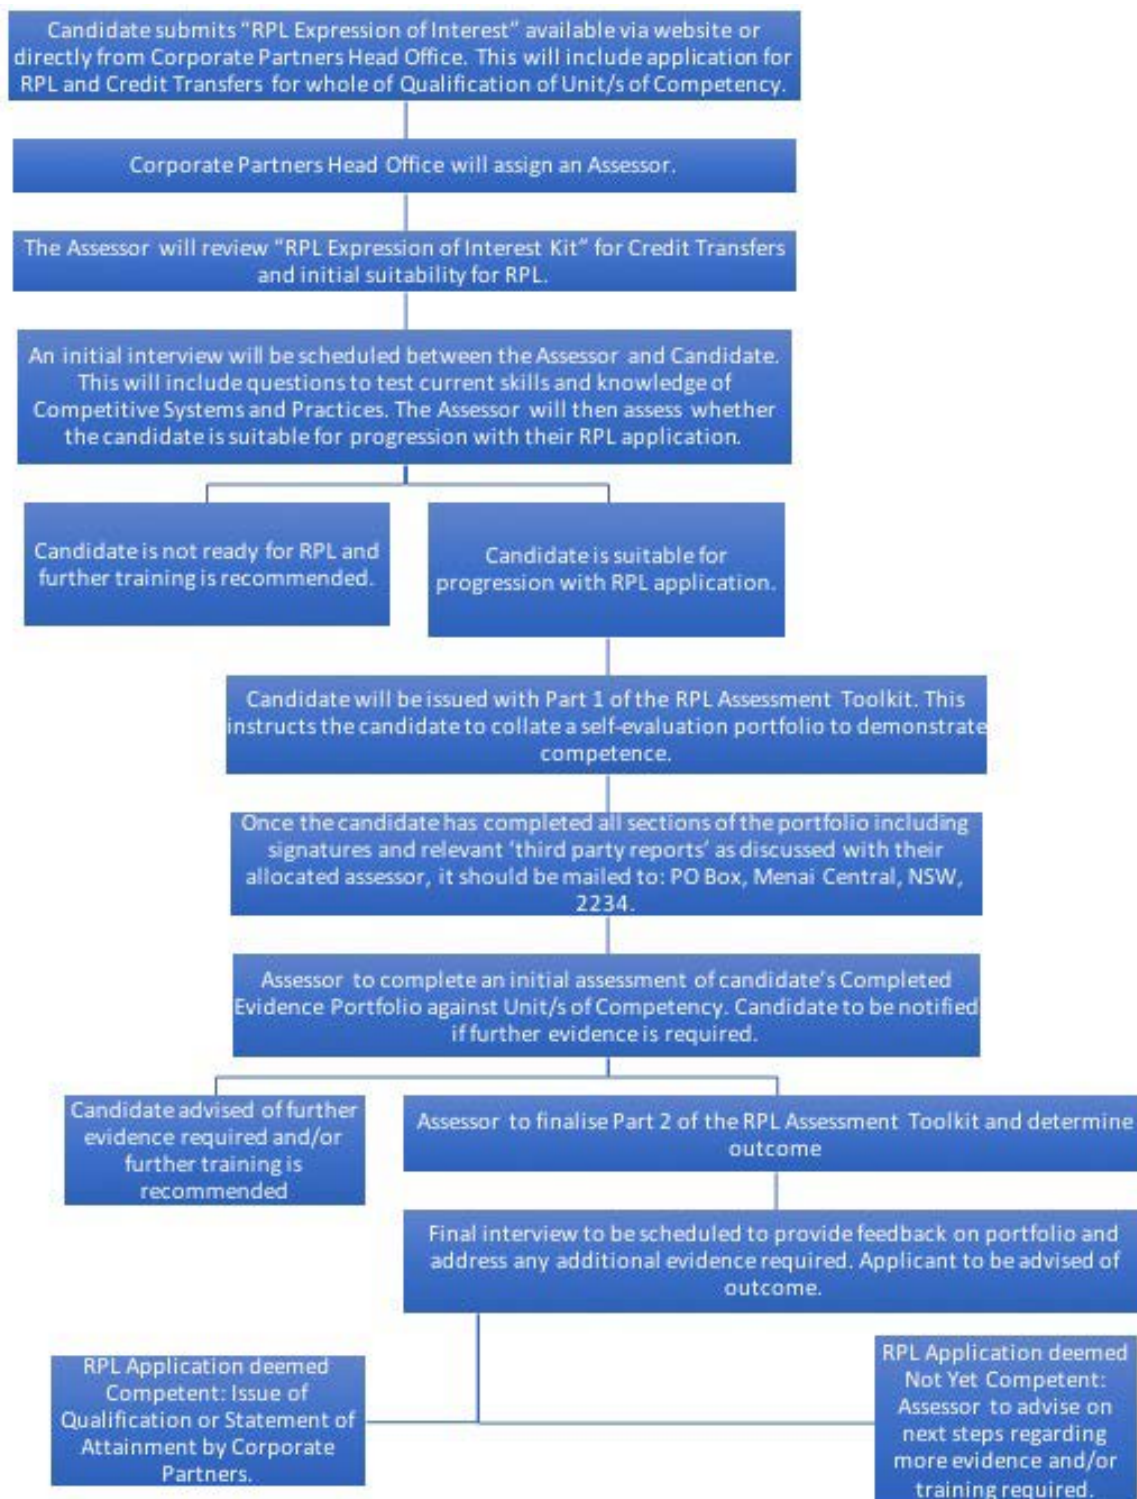 Candidate submits “RPL Expression of Interest” available via website or
directly from Corporate Partners Head Office. This will include application for
RPL and Credit Transfers for whole of Qualification of Unit/s of Competency.
Corporate Partners Head Office will assign an Assessor.
The Assessor will review “RPL Expression of Interest Kit” for Credit Transfers
and initial suitability for RPL.
An initial interview will be scheduled between the Assessor and Candidate.
This will include questions to test current skills and knowledge of
Competitive Systems and Practices. The Assessor will then assess whether
the candidate is suitable for progression with their RPL application.
Candidate is not ready for RPL and
further training is recommended.
Candidate is suitable for
progression with RPL application.
Candidate will be issued with Part 1 of the RPL Assessment Toolkit. This
instructs the candidate to collate a self-evaluation portfolio to demonstrate
competence.
Once the candidate has completed all sections of the portfolio including
signatures and relevant ‘third party reports’ as discussed with their
allocated assessor, it should be mailed to: PO Box, Menai Central, NSW,
2234.
Assessor to complete an initial assessment of candidate’s Completed
Evidence Portfolio against Unit/s of Competency. Candidate to be notified
if further evidence is required.
Candidate advised of further
evidence required and/or
further training is
recommended
Assessor to finalise Part 2 of the RPL Assessment Toolkit and determine
outcome
Final interview to be scheduled to provide feedback on portfolio and
address any additional evidence required. Applicant to be advised of
outcome.
RPL Application deemed
Competent: Issue of
Qualification or Statement of
Attainment by Corporate
Partners.
RPL Application deemed
Not Yet Competent:
Assessor to advise on
next steps regarding
more evidence and/or
training required.